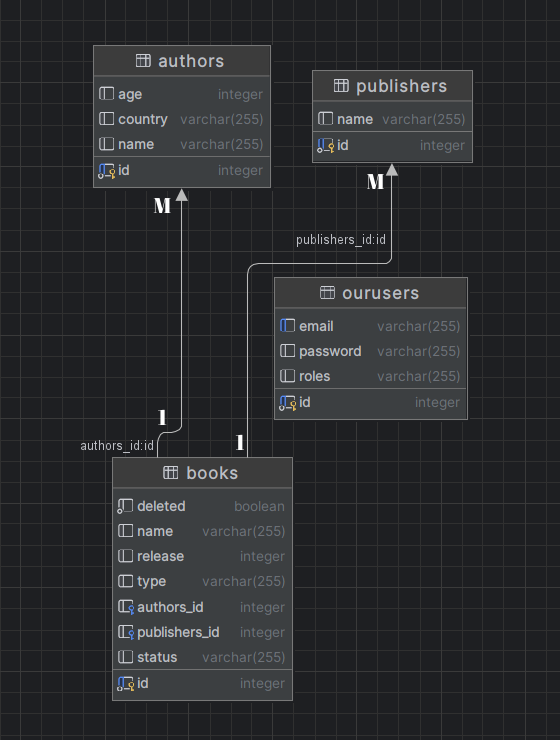 authors
age integer
country varchar(255)
name varchar(255)
id integer
publishers
name varchar(255)
id integer
M
M
publishers_id:id
ourusers
email varchar(255)
password varchar(255)
roles varchar(255)
id integer
1
1
authors_id:id
books
deleted boolean
name varchar(255)
release integer
type varchar(255)
authors_id integer
publishers_id integer
status varchar(255)
id integer